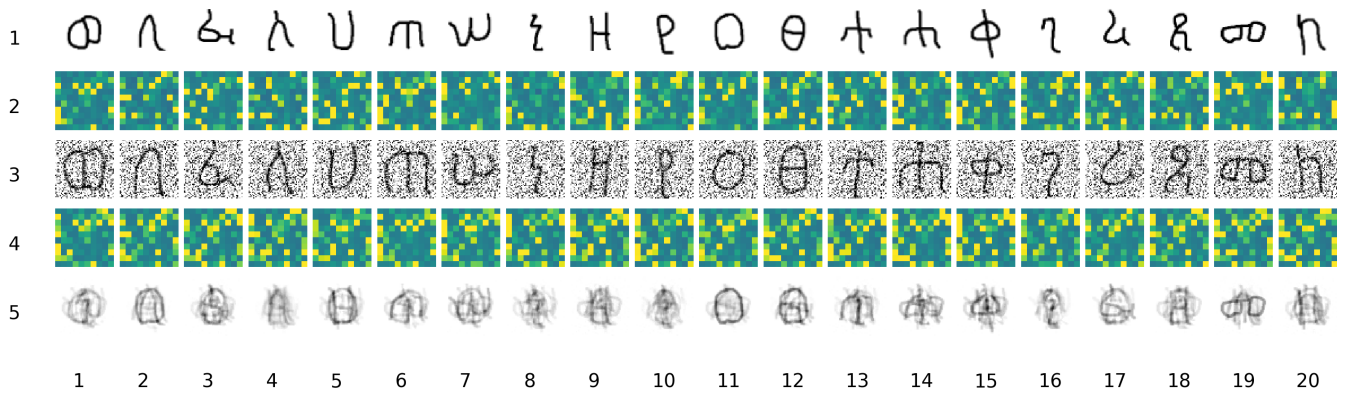 1 ወ ለ ፈ ሰ ሀ ሐ ሠ ነ ዘ የ ዐ ፀ ተ ጠ ቀ ገ ረ ጸ መ ከ
2
3 ወ ለ ፈ ሰ ሀ ሐ ሠ ነ ዘ የ ዐ ፀ ተ ጠ ቀ ገ ረ ጸ መ ከ
4
5
1 2 3 4 5 6 7 8 9 10 11 12 13 14 15 16 17 18 19 20